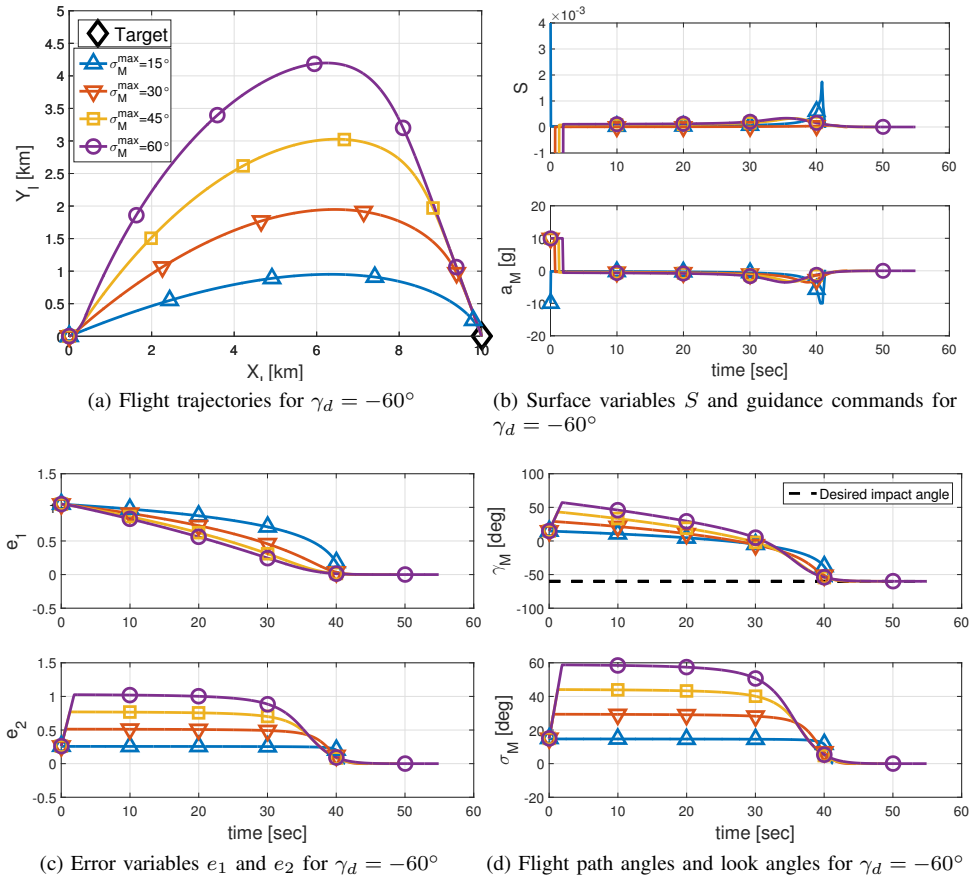 Target
σ_M^max=15°
σ_M^max=30°
σ_M^max=45°
σ_M^max=60°
5
4.5
4
3.5
3
2.5
2
1.5
1
0.5
0
Y_I [km]
0 2 4 6 8 10
X_I [km]
(a) Flight trajectories for γ_d = −60°
×10^-3
4
3
2
1
0
-1
S
0 10 20 30 40 50 60
20
10
0
-10
-20
a_M [g]
0 10 20 30 40 50 60
time [sec]
(b) Surface variables S and guidance commands for
γ_d = −60°
1.5
1
0.5
0
-0.5
e_1
0 10 20 30 40 50 60
1.5
1
0.5
0
-0.5
e_2
0 10 20 30 40 50 60
time [sec]
(c) Error variables e_1 and e_2 for γ_d = −60°
100
50
0
-50
-100
γ_M [deg]
Desired impact angle
0 10 20 30 40 50 60
60
40
20
0
-20
σ_M [deg]
0 10 20 30 40 50 60
time [sec]
(d) Flight path angles and look angles for γ_d = −60°